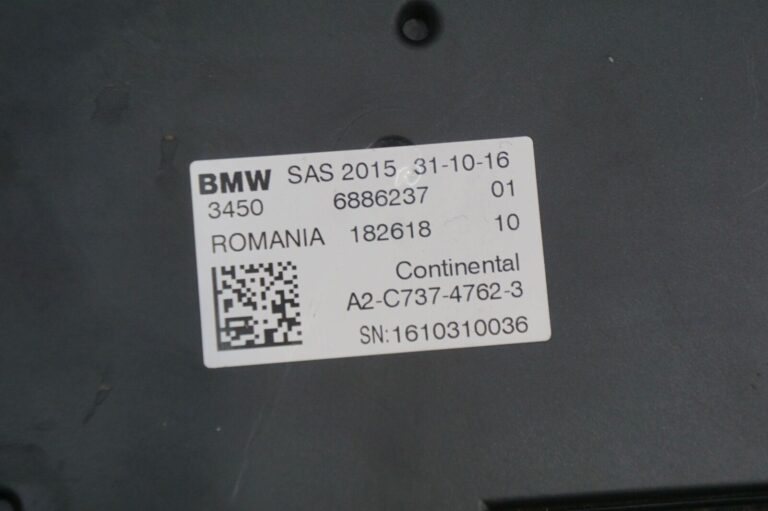 BMW SAS 2015 31-10-16
3450 6886237 01
ROMANIA 182618 10
Continental
A2-C737-4762-3
SN:1610310036